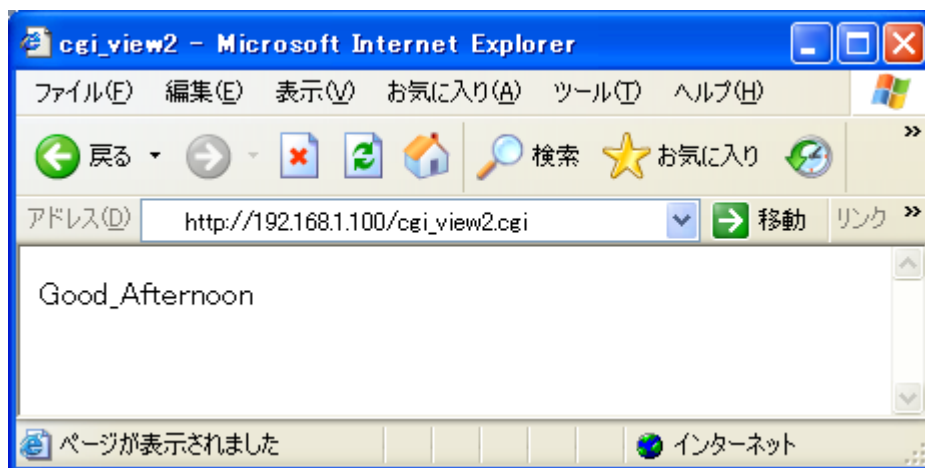 cgi_view2 - Microsoft Internet Explorer
ファイル(F) 編集(E) 表示(V) お気に入り(A) ツール(T) ヘルプ(H)
戻る 検索 お気に入り »
アドレス(D) http://192.168.1.100/cgi_view2.cgi 移動 リンク »
Good_Afternoon
ページが表示されました インターネット